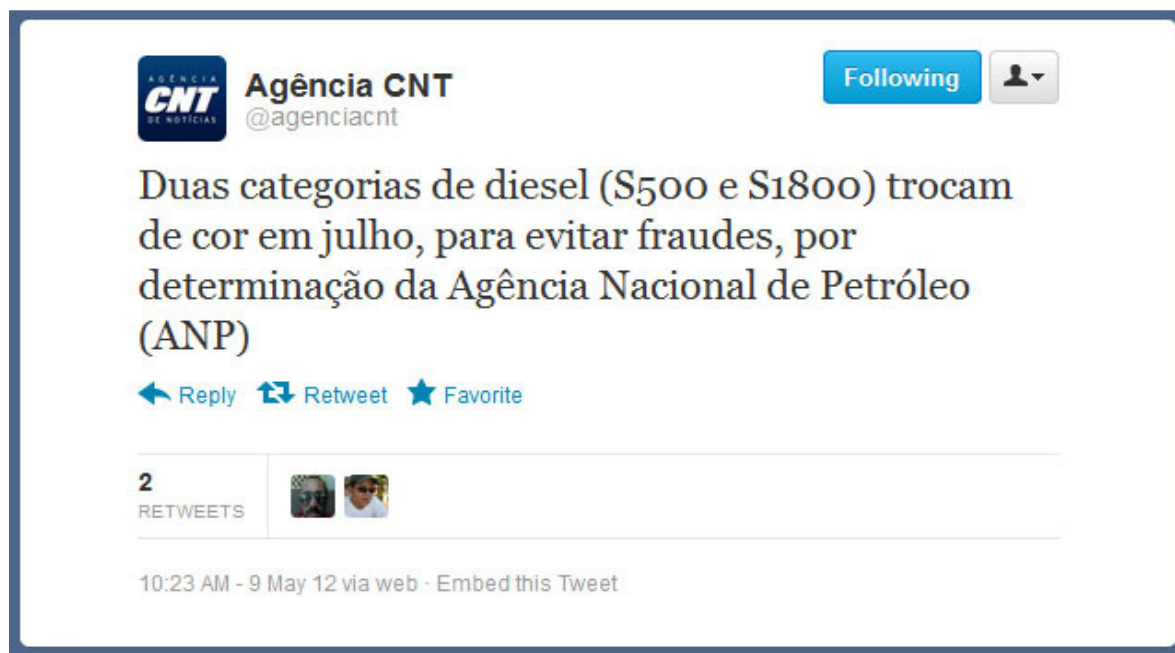 AGÊNCIA
CNT
DE NOTÍCIAS
Agência CNT
@agenciacnt
Following
Duas categorias de diesel (S500 e S1800) trocam
de cor em julho, para evitar fraudes, por
determinação da Agência Nacional de Petróleo
(ANP)
Reply Retweet Favorite
2
RETWEETS
10:23 AM - 9 May 12 via web · Embed this Tweet